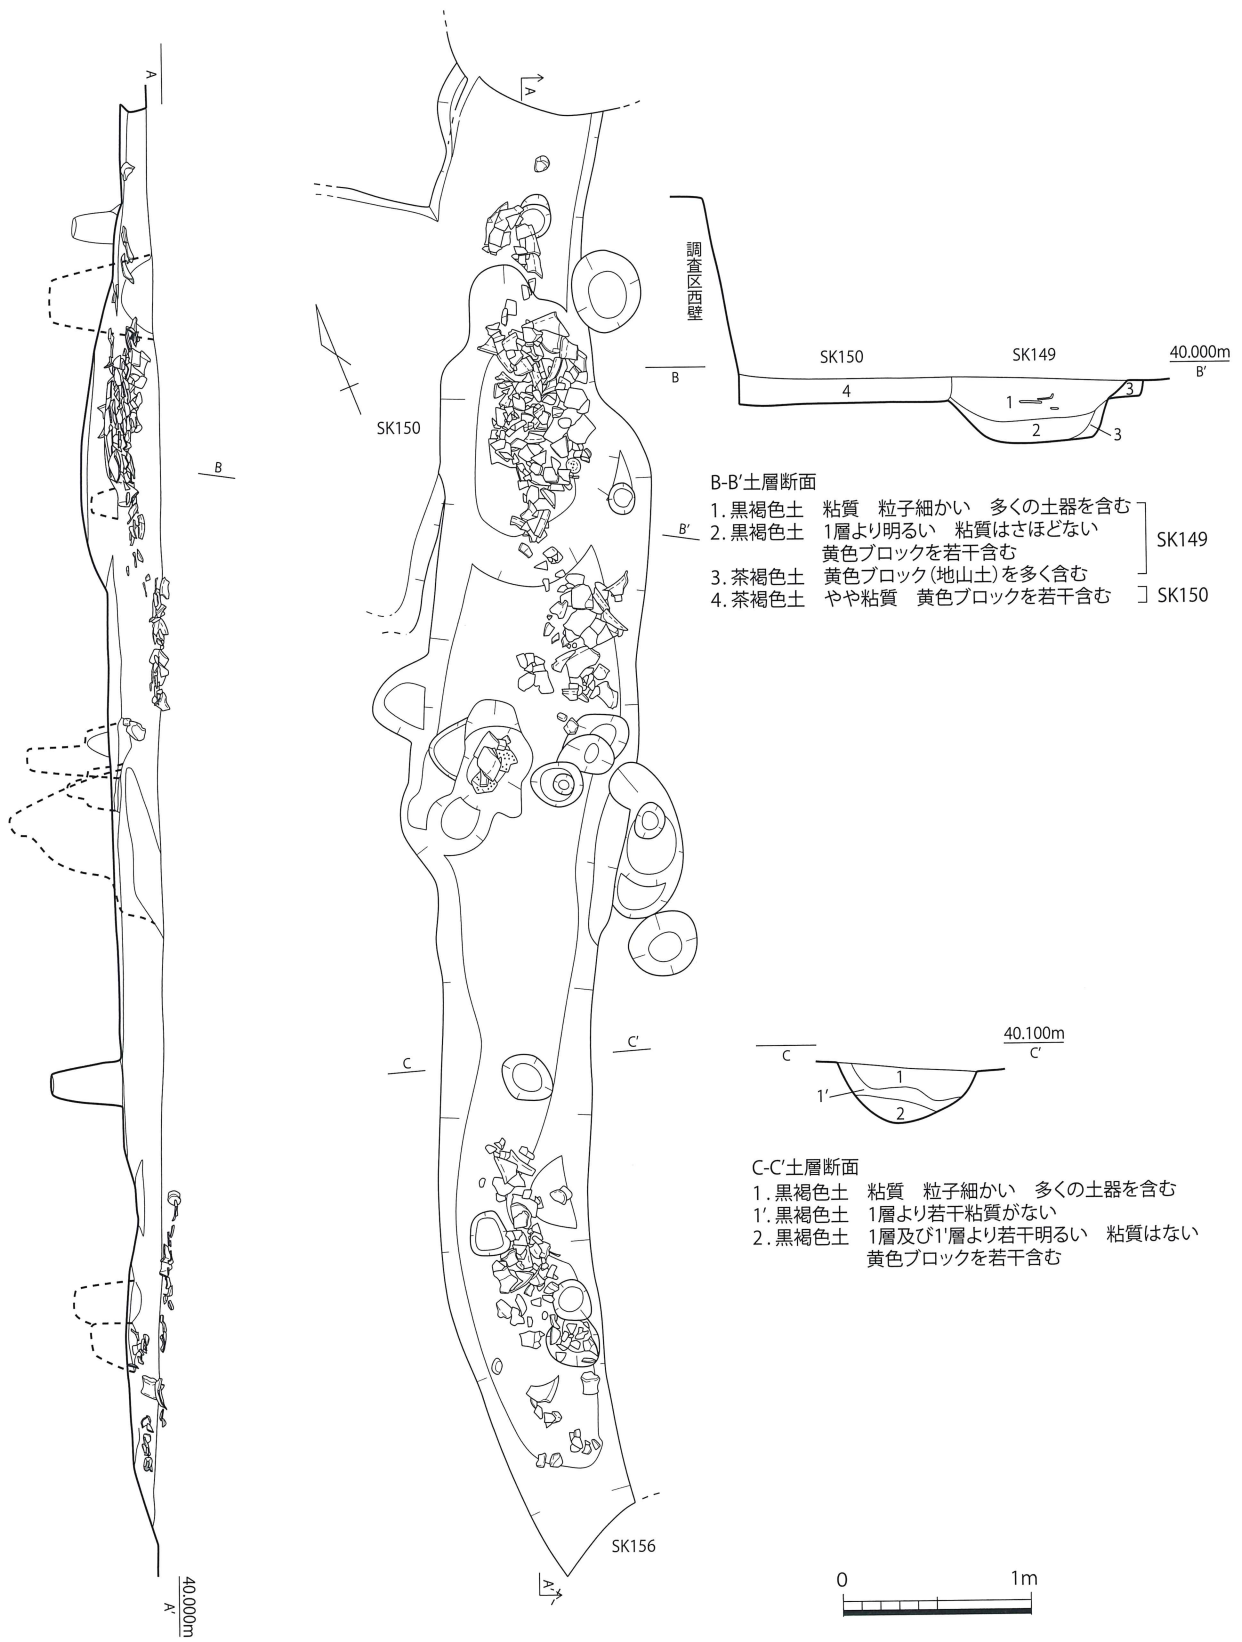 A
A
調査区西壁
SK150
SK149
40.000m
B
B'
4
1
2
3
3
SK150
B
B'
B-B'土層断面
1. 黒褐色土　粘質　粒子細かい　多くの土器を含む
2. 黒褐色土　1層より明るい　粘質はさほどない
黄色ブロックを若干含む
SK149
3. 茶褐色土　黄色ブロック（地山土）を多く含む
4. 茶褐色土　やや粘質　黄色ブロックを若干含む
SK150
C
C'
40.100m
C
C'
1
1'
2
C-C'土層断面
1. 黒褐色土　粘質　粒子細かい　多くの土器を含む
1'. 黒褐色土　1層より若干粘質がない
2. 黒褐色土　1層及び1'層より若干明るい　粘質はない
黄色ブロックを若干含む
SK156
40.000m
A'
A'
0
1m